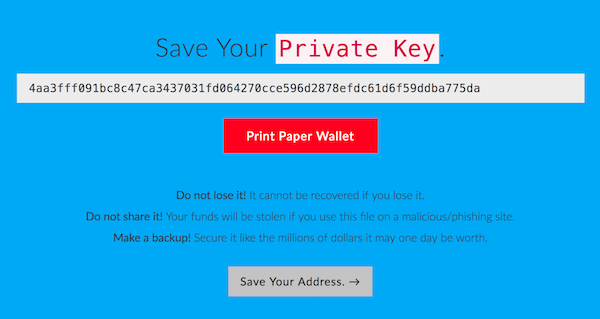 Save Your Private Key.
4aa3fff091bc8c47ca3437031fd064270cce596d2878efdc61d6f59ddba775da
Print Paper Wallet
Do not lose it! It cannot be recovered if you lose it.
Do not share it! Your funds will be stolen if you use this file on a malicious/phishing site.
Make a backup! Secure it like the millions of dollars it may one day be worth.
Save Your Address. →